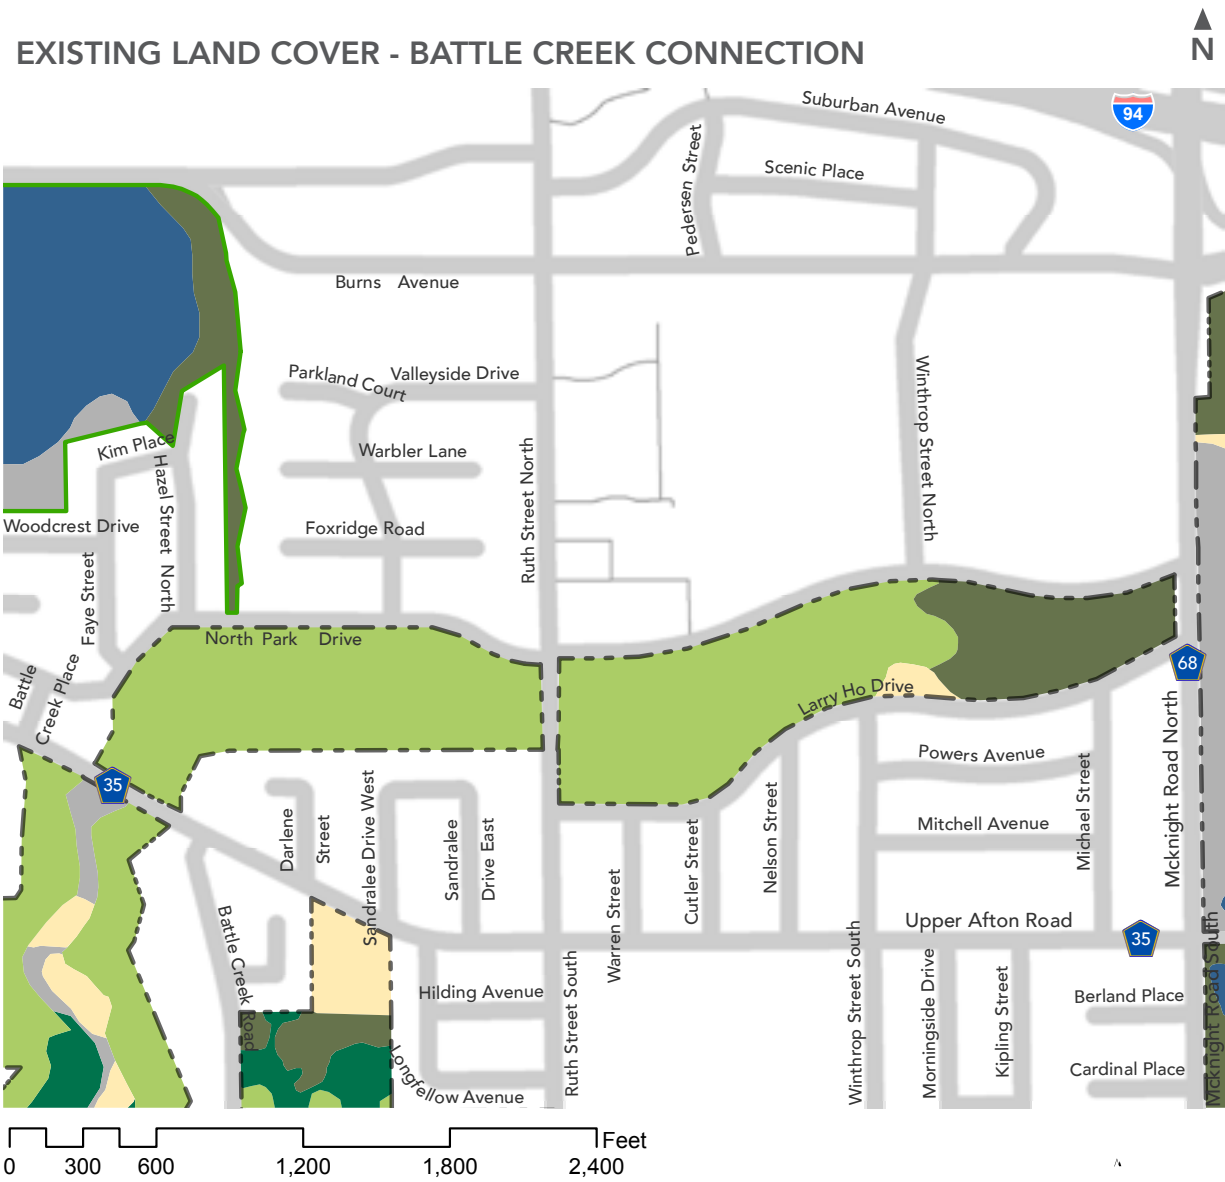 EXISTING LAND COVER - BATTLE CREEK CONNECTION
N
94
Suburban Avenue
Pedersen Street
Scenic Place
Burns Avenue
Parkland Court
Valleyside Drive
Winthrop Street North
Kim Place
Warbler Lane
Ruth Street North
Hazel Street North
Woodcrest Drive
Foxridge Road
Faye Street
North Park Drive
Battle
Creek Place
68
Larry Ho Drive
Mcknight Road North
Powers Avenue
35
Darlene
Street
Sandralee Drive West
Sandralee
Drive East
Nelson Street
Michael Street
Mitchell Avenue
Cutler Street
Warren Street
Battle Creek Road
Upper Afton Road
35
Mcknight Road South
Hilding Avenue
Ruth Street South
Winthrop Street South
Morningside Drive
Kipling Street
Berland Place
Cardinal Place
Longfellow Avenue
Feet
0 300 600 1,200 1,800 2,400